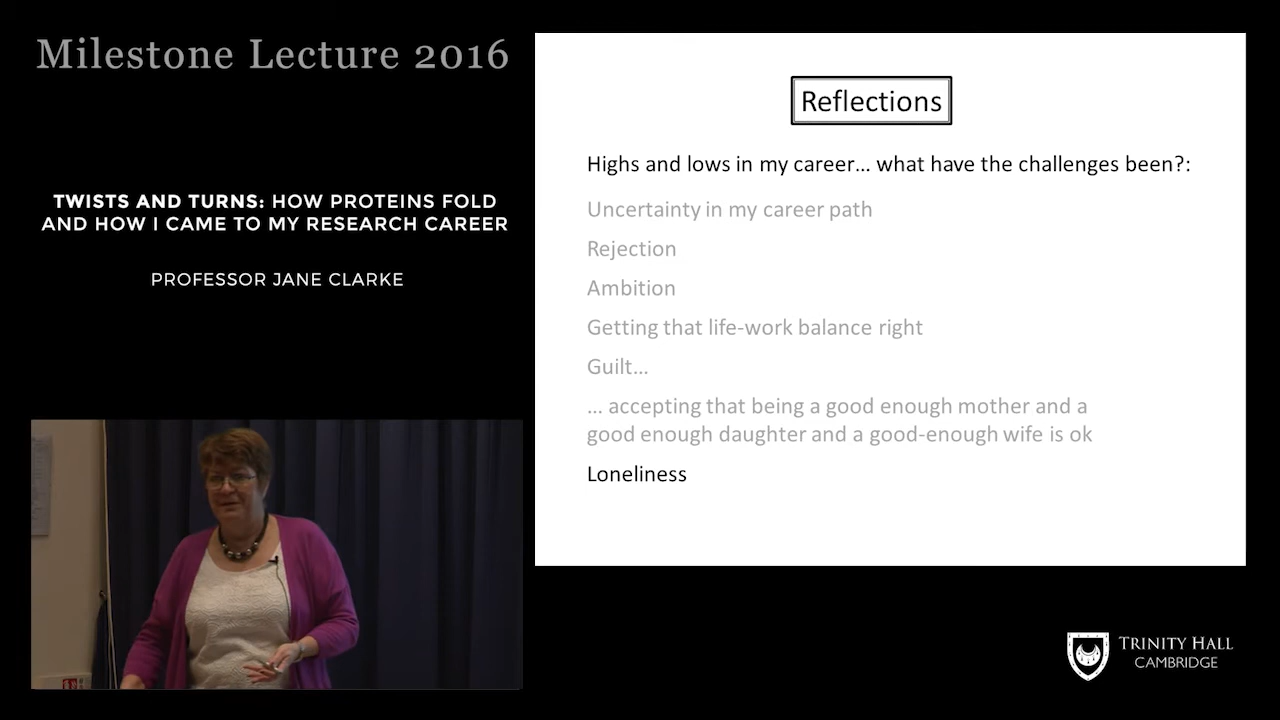 Milestone Lecture 2016
TWISTS AND TURNS: HOW PROTEINS FOLD
AND HOW I CAME TO MY RESEARCH CAREER
PROFESSOR JANE CLARKE
Reflections
Highs and lows in my career... what have the challenges been?:
Uncertainty in my career path
Rejection
Ambition
Getting that life-work balance right
Guilt...
... accepting that being a good enough mother and a
good enough daughter and a good-enough wife is ok
Loneliness
TRINITY HALL
CAMBRIDGE